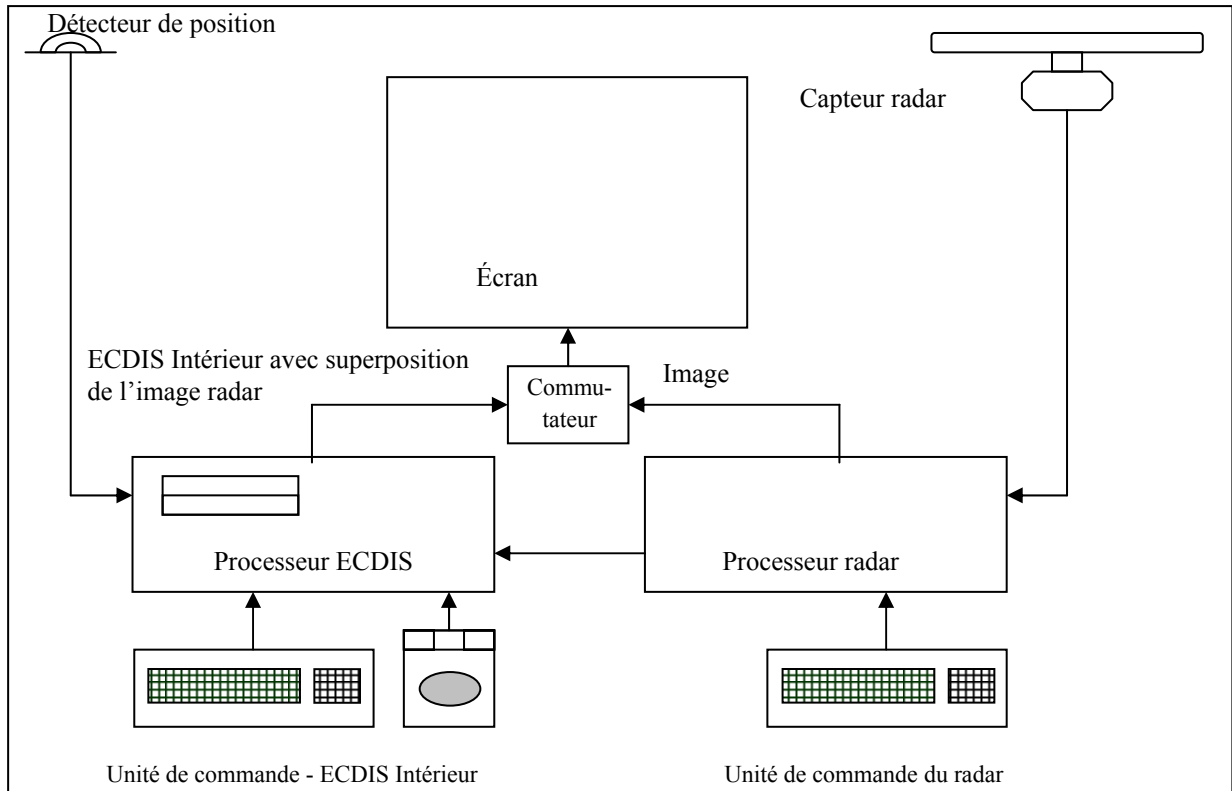 Détecteur de position
Capteur radar
Écran
ECDIS Intérieur avec superposition
de l’image radar
Image
Commu-
tateur
Processeur ECDIS
Processeur radar
Unité de commande - ECDIS Intérieur
Unité de commande du radar